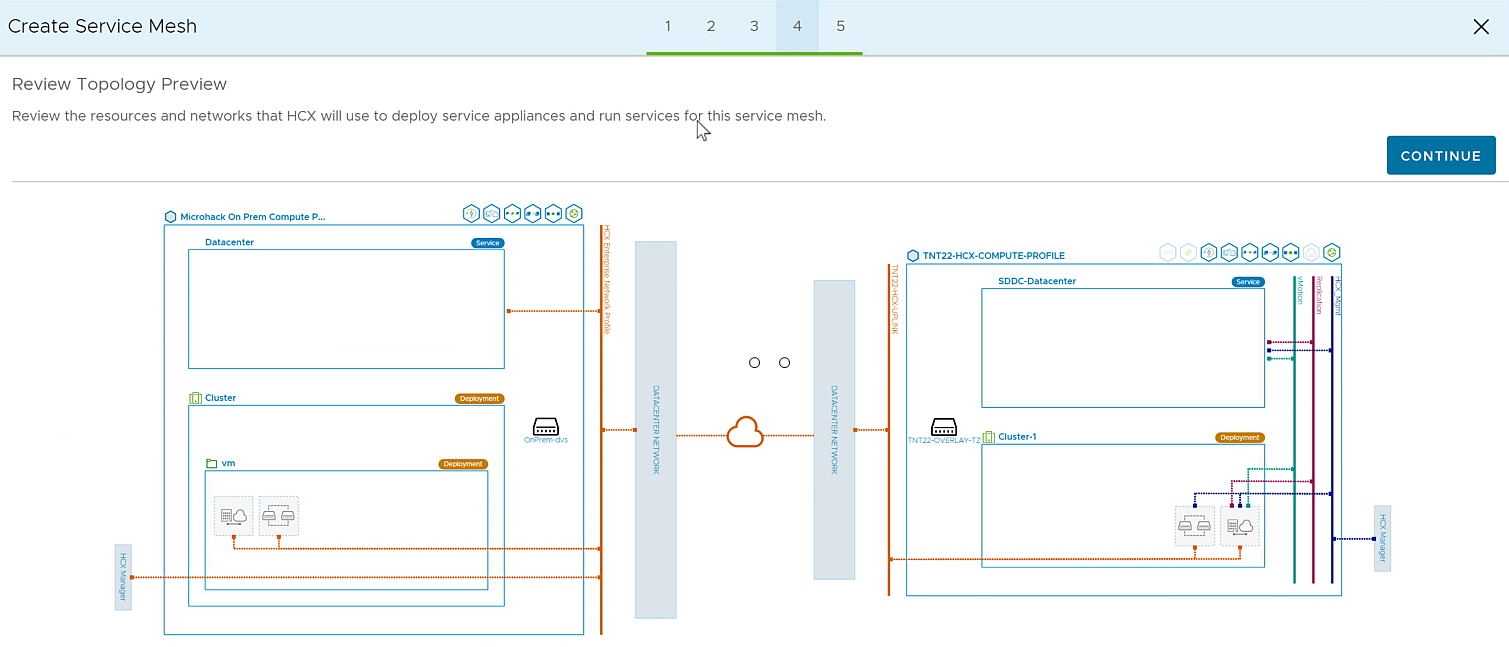 Create Service Mesh
1
2
3
4
5
Review Topology Preview
Review the resources and networks that HCX will use to deploy service appliances and run services for this service mesh.
CONTINUE
Microhack On Prem Compute P...
Datacenter
Service
HCX Enterprise Network Profile
Cluster
Deployment
OnPrem-dvs
vm
Deployment
HCX Manager
DATACENTER NETWORK
DATACENTER NETWORK
TNT22-HCX-UPLINK
TNT22-HCX-COMPUTE-PROFILE
SDDC-Datacenter
Service
vMotion
Replication
HCX_Mgmt
TNT22-OVERLAY-TZ
Cluster-1
Deployment
HCX Manager